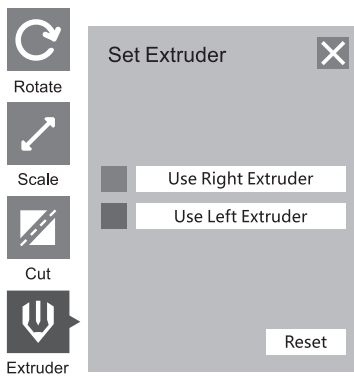 Rotate
Scale
Cut
Extruder
Set Extruder
Use Right Extruder
Use Left Extruder
Reset